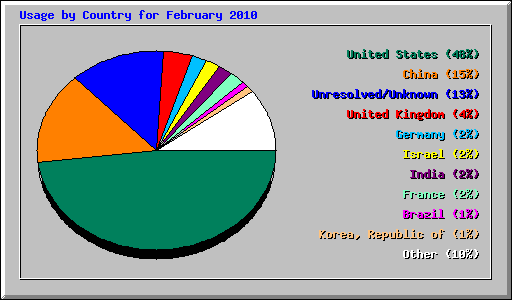 Usage by Country for February 2010
United States (48%)
China (15%)
Unresolved/Unknown (13%)
United Kingdom (4%)
Germany (2%)
Israel (2%)
India (2%)
France (2%)
Brazil (1%)
Korea, Republic of (1%)
Other (10%)